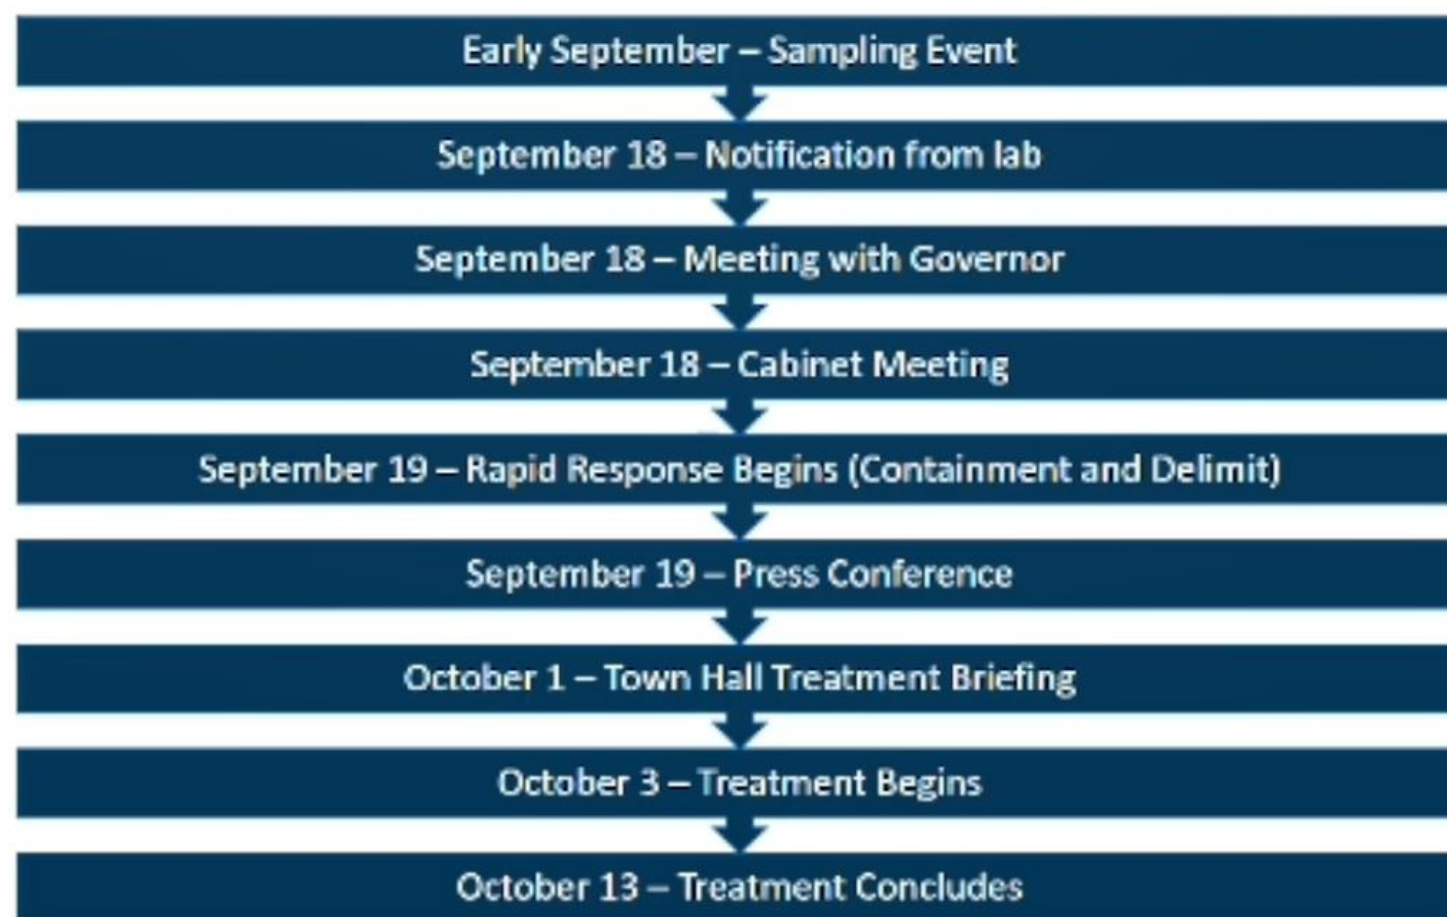 Early September – Sampling Event
September 18 – Notification from lab
September 18 – Meeting with Governor
September 18 – Cabinet Meeting
September 19 – Rapid Response Begins (Containment and Delimit)
September 19 – Press Conference
October 1 – Town Hall Treatment Briefing
October 3 – Treatment Begins
October 13 – Treatment Concludes